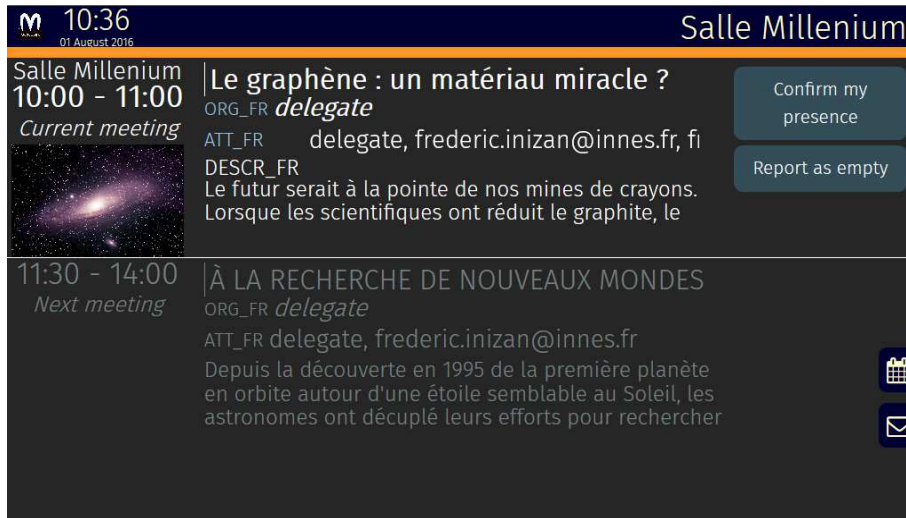 10:36
01 August 2016
Salle Millenium
Salle Millenium
10:00 - 11:00
Current meeting
Le graphène : un matériau miracle ?
ORG_FR delegate
ATT_FR delegate, frederic.inizan@innes.fr, fı
DESCR_FR
Le futur serait à la pointe de nos mines de crayons.
Lorsque les scientifiques ont réduit le graphite, le
Confirm my
presence
Report as empty
11:30 - 14:00
Next meeting
À LA RECHERCHE DE NOUVEAUX MONDES
ORG_FR delegate
ATT_FR delegate, frederic.inizan@innes.fr
Depuis la découverte en 1995 de la première planète
en orbite autour d'une étoile semblable au Soleil, les
astronomes ont décuplé leurs efforts pour rechercher